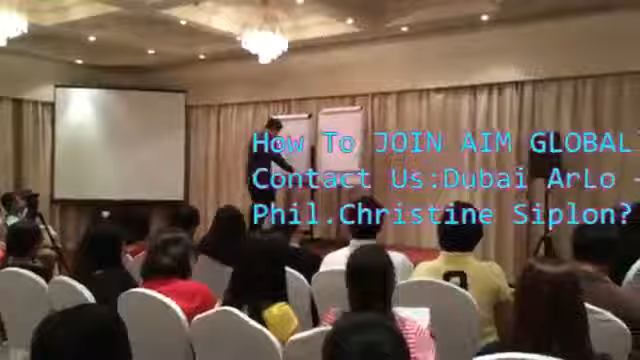 How To JOIN AIM GLOBAL
Contact Us:Dubai ArLo -
Phil.Christine Siplon?